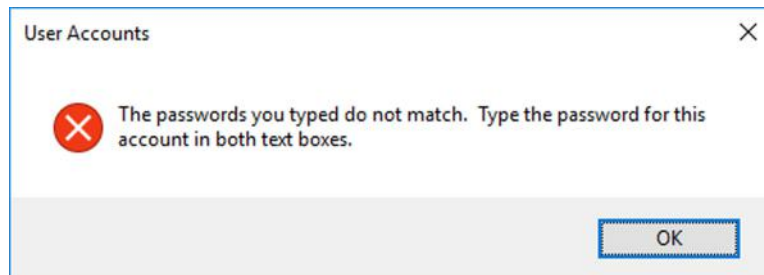 User Accounts
The passwords you typed do not match.  Type the password for this
account in both text boxes.
OK